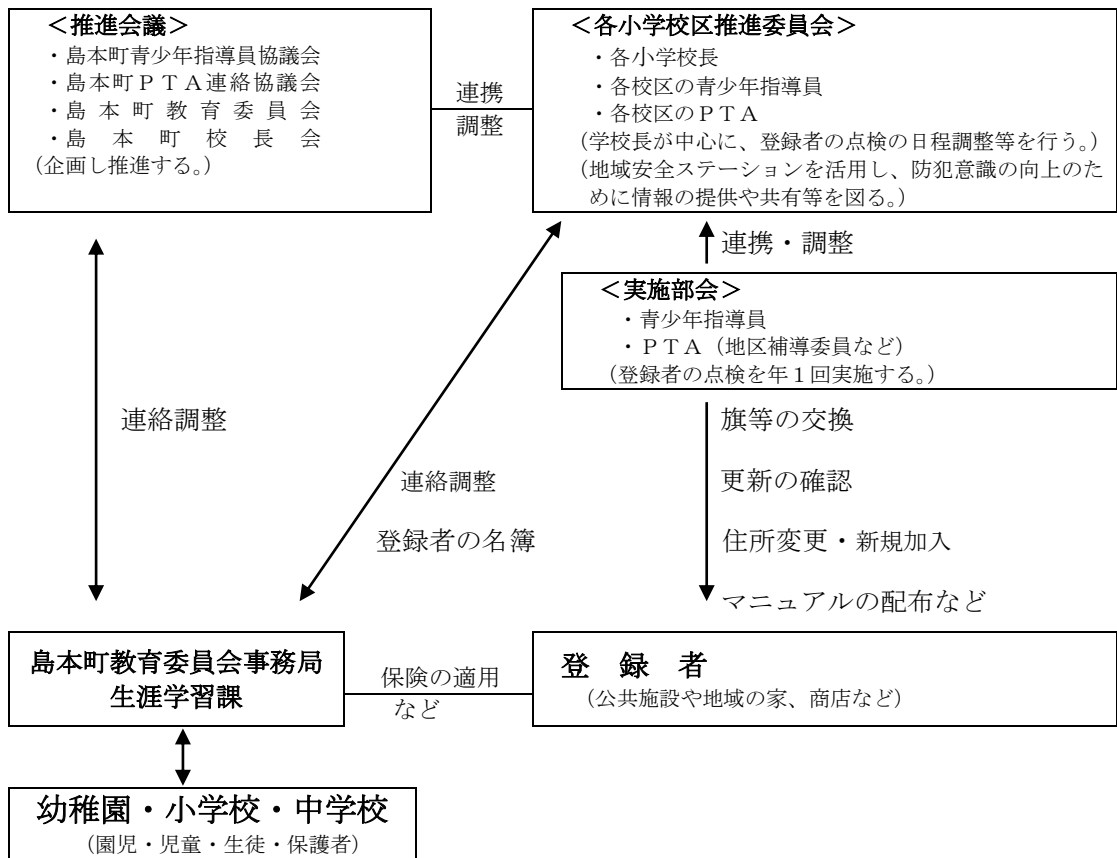 ＜推進会議＞
・島本町青少年指導員協議会
・島本町ＰＴＡ連絡協議会
・島本町教育委員会
・島本町校長会
（企画し推進する。）
連携
調整
＜各小学校区推進委員会＞
・各小学校長
・各校区の青少年指導員
・各校区のＰＴＡ
（学校長が中心に、登録者の点検の日程調整等を行う。）
（地域安全ステーションを活用し、防犯意識の向上のた
めに情報の提供や共有等を図る。）
連携・調整
＜実施部会＞
・青少年指導員
・ＰＴＡ（地区補導委員など）
（登録者の点検を年１回実施する。）
連絡調整
連絡調整
登録者の名簿
旗等の交換
更新の確認
住所変更・新規加入
マニュアルの配布など
島本町教育委員会事務局
生涯学習課
保険の適用
など
登　録　者
（公共施設や地域の家、商店など）
幼稚園・小学校・中学校
（園児・児童・生徒・保護者）